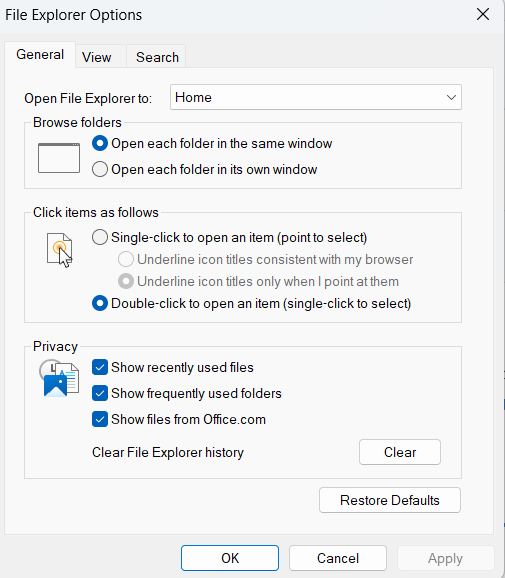 File Explorer Options
General
View
Search
Open File Explorer to:
Home
Browse folders
Open each folder in the same window
Open each folder in its own window
Click items as follows
Single-click to open an item (point to select)
Underline icon titles consistent with my browser
Underline icon titles only when I point at them
Double-click to open an item (single-click to select)
Privacy
Show recently used files
Show frequently used folders
Show files from Office.com
Clear File Explorer history
Clear
Restore Defaults
OK
Cancel
Apply